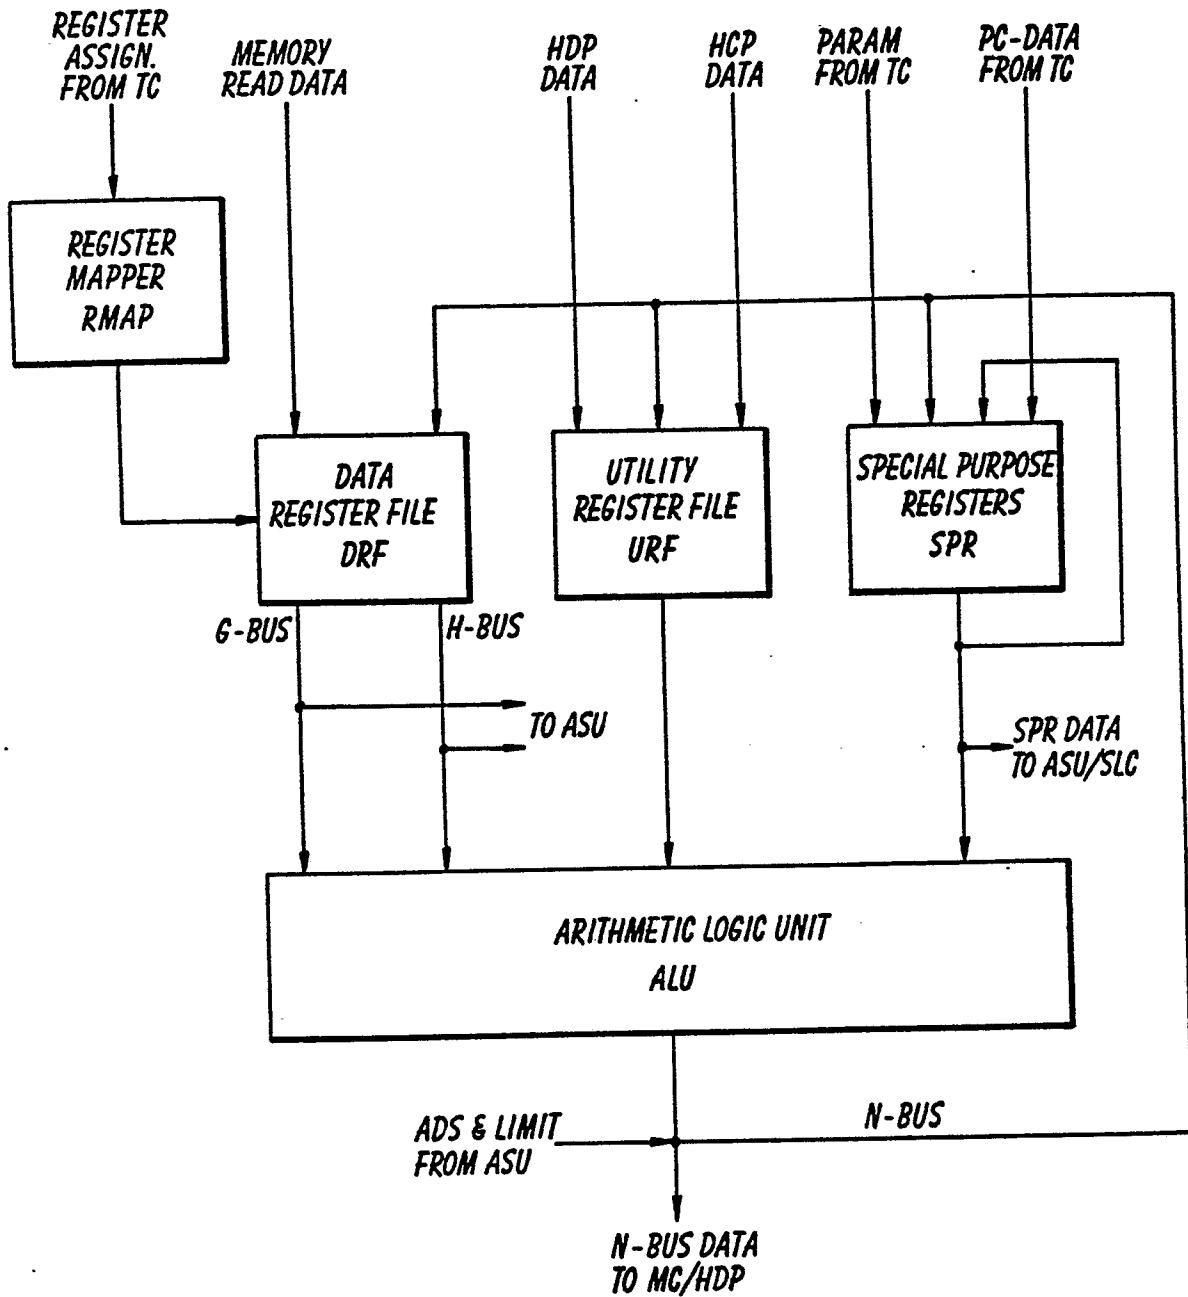 REGISTER
ASSIGN.
FROM TC
MEMORY
READ DATA
HDP
DATA
HCP
DATA
PARAM
FROM TC
PC-DATA
FROM TC
REGISTER
MAPPER
RMAP
DATA
REGISTER FILE
DRF
UTILITY
REGISTER FILE
URF
SPECIAL PURPOSE
REGISTERS
SPR
G-BUS
H-BUS
TO ASU
SPR DATA
TO ASU/SLC
ARITHMETIC LOGIC UNIT
ALU
ADS & LIMIT
FROM ASU
N-BUS
N-BUS DATA
TO MC/HDP